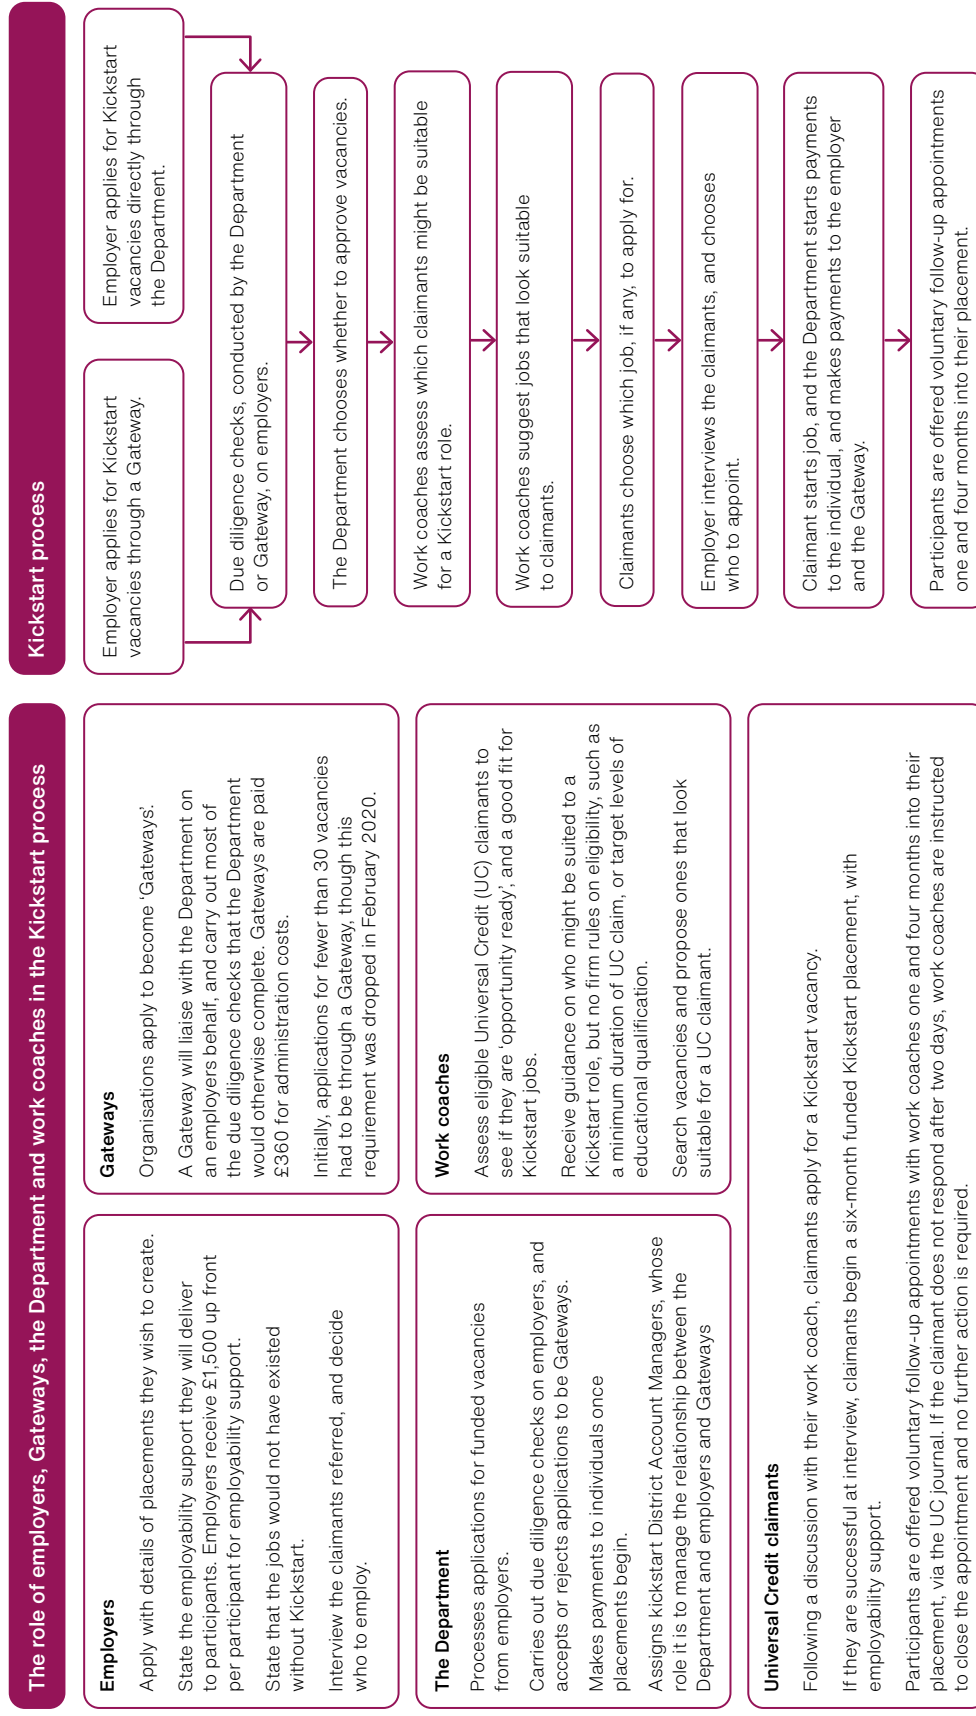 The role of employers, Gateways, the Department and work coaches in the Kickstart process
Employers
Apply with details of placements they wish to create.
State the employability support they will deliver
to participants. Employers receive £1,500 up front
per participant for employability support.
State that the jobs would not have existed
without Kickstart.
Interview the claimants referred, and decide
who to employ.
Gateways
Organisations apply to become ‘Gateways’.
A Gateway will liaise with the Department on
an employers behalf, and carry out most of
the due diligence checks that the Department
would otherwise complete. Gateways are paid
£360 for administration costs.
Initially, applications for fewer than 30 vacancies
had to be through a Gateway, though this
requirement was dropped in February 2020.
The Department
Processes applications for funded vacancies
from employers.
Carries out due diligence checks on employers, and
accepts or rejects applications to be Gateways.
Makes payments to individuals once
placements begin.
Assigns kickstart District Account Managers, whose
role it is to manage the relationship between the
Department and employers and Gateways
Work coaches
Assess eligible Universal Credit (UC) claimants to
see if they are ‘opportunity ready’, and a good fit for
Kickstart jobs.
Receive guidance on who might be suited to a
Kickstart role, but no firm rules on eligibility, such as
a minimum duration of UC claim, or target levels of
educational qualification.
Search vacancies and propose ones that look
suitable for a UC claimant.
Universal Credit claimants
Following a discussion with their work coach, claimants apply for a Kickstart vacancy.
If they are successful at interview, claimants begin a six-month funded Kickstart placement, with
employability support.
Participants are offered voluntary follow-up appointments with work coaches one and four months into their
placement, via the UC journal. If the claimant does not respond after two days, work coaches are instructed
to close the appointment and no further action is required.
Kickstart process
Employer applies for Kickstart
vacancies through a Gateway.
Employer applies for Kickstart
vacancies directly through
the Department.
Due diligence checks, conducted by the Department
or Gateway, on employers.
The Department chooses whether to approve vacancies.
Work coaches assess which claimants might be suitable
for a Kickstart role.
Work coaches suggest jobs that look suitable
to claimants.
Claimants choose which job, if any, to apply for.
Employer interviews the claimants, and chooses
who to appoint.
Claimant starts job, and the Department starts payments
to the individual, and makes payments to the employer
and the Gateway.
Participants are offered voluntary follow-up appointments
one and four months into their placement.